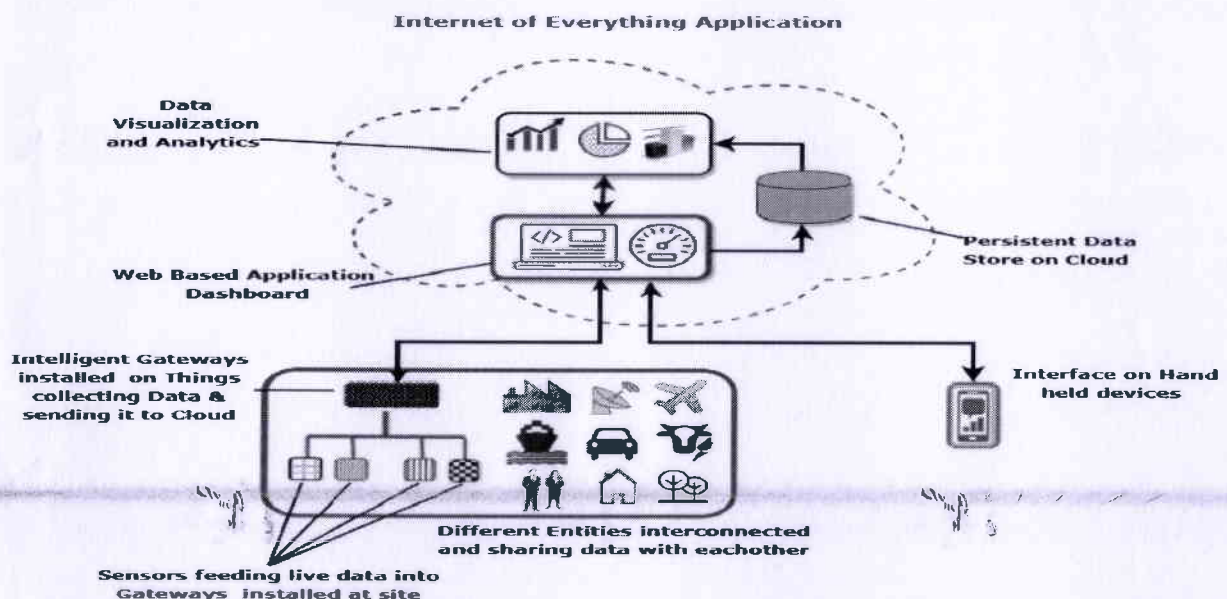 Internet of Everything Application
Data
Visualization
and Analytics
</>
Persistent Data
Store on Cloud
Web Based Application
Dashboard
Intelligent Gateways
installed on Things
collecting Data &
sending it to Cloud
Interface on Hand
held devices
Different Entities interconnected
and sharing data with eachother
Sensors feeding live data into
Gateways installed at site